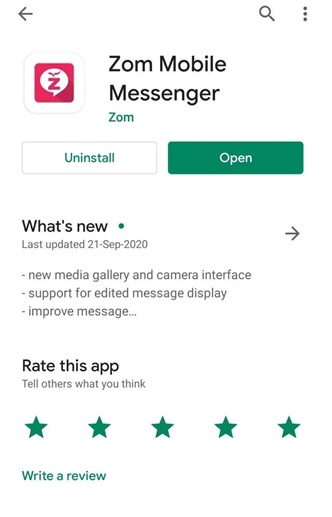 Zom Mobile
Messenger
Zom
Uninstall
Open
What's new
Last updated 21-Sep-2020
- new media gallery and camera interface
- support for edited message display
- improve message…
Rate this app
Tell others what you think
Write a review